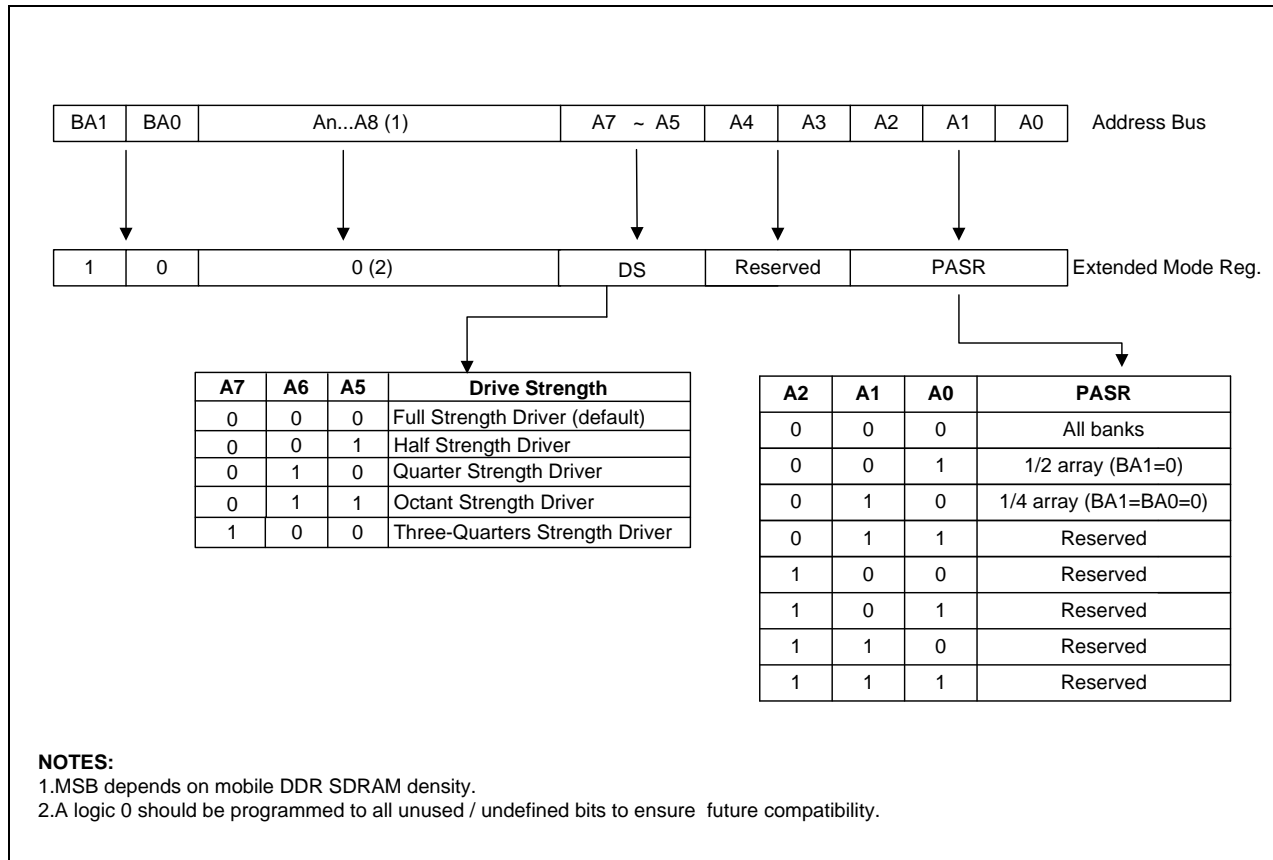 BA1 BA0 An...A8 (1) A7 ~ A5 A4 A3 A2 A1 A0 Address Bus
1 0 0 (2) DS Reserved PASR Extended Mode Reg.
A7 A6 A5 Drive Strength
0 0 0 Full Strength Driver (default)
0 0 1 Half Strength Driver
0 1 0 Quarter Strength Driver
0 1 1 Octant Strength Driver
1 0 0 Three-Quarters Strength Driver
A2 A1 A0 PASR
0 0 0 All banks
0 0 1 1/2 array (BA1=0)
0 1 0 1/4 array (BA1=BA0=0)
0 1 1 Reserved
1 0 0 Reserved
1 0 1 Reserved
1 1 0 Reserved
1 1 1 Reserved
NOTES:
1.MSB depends on mobile DDR SDRAM density.
2.A logic 0 should be programmed to all unused / undefined bits to ensure future compatibility.